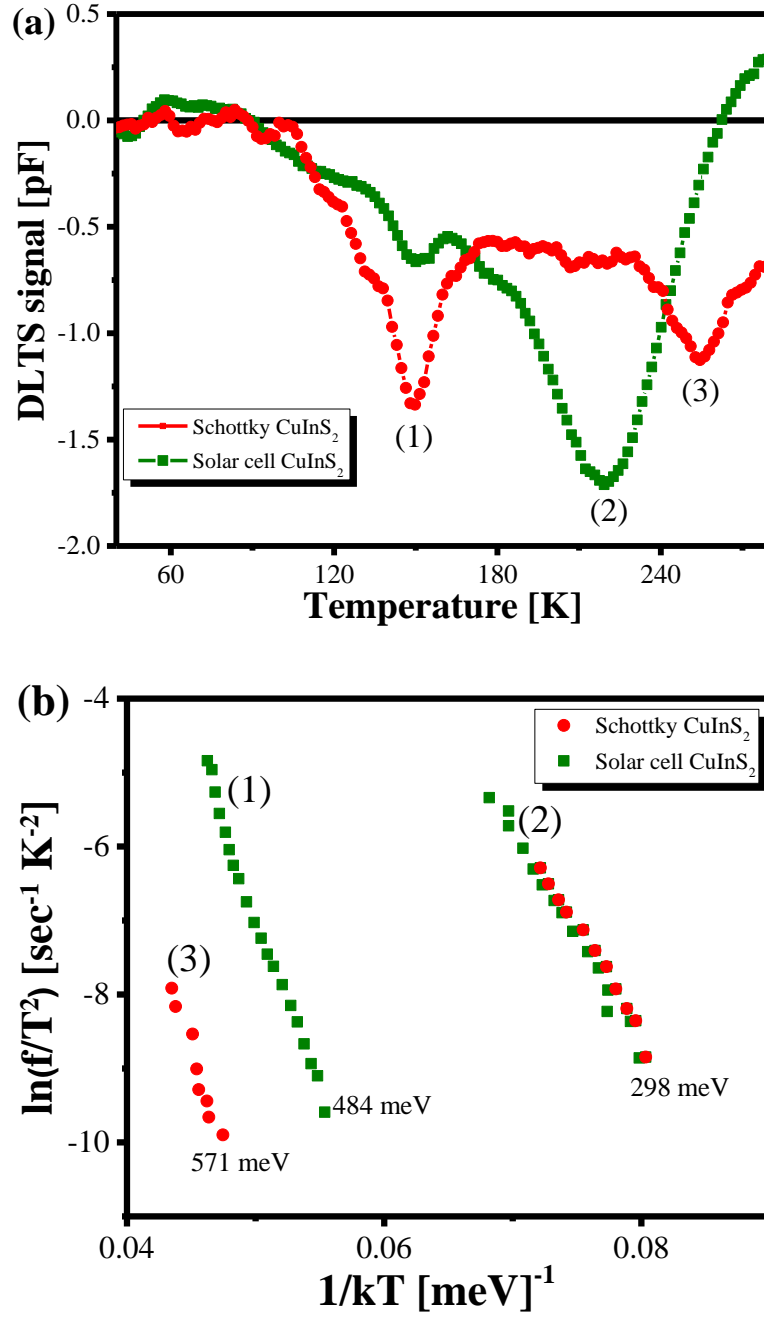 (a)
0.5
0.0
-0.5
-1.0
-1.5
-2.0
DLTS signal [pF]
Schottky CuInS₂
Solar cell CuInS₂
(1)
(2)
(3)
60 120 180 240
Temperature [K]
(b)
-4
-6
-8
-10
ln(f/T²) [sec⁻¹ K⁻²]
Schottky CuInS₂
Solar cell CuInS₂
(1)
(2)
(3)
571 meV
484 meV
298 meV
0.04 0.06 0.08
1/kT [meV]⁻¹